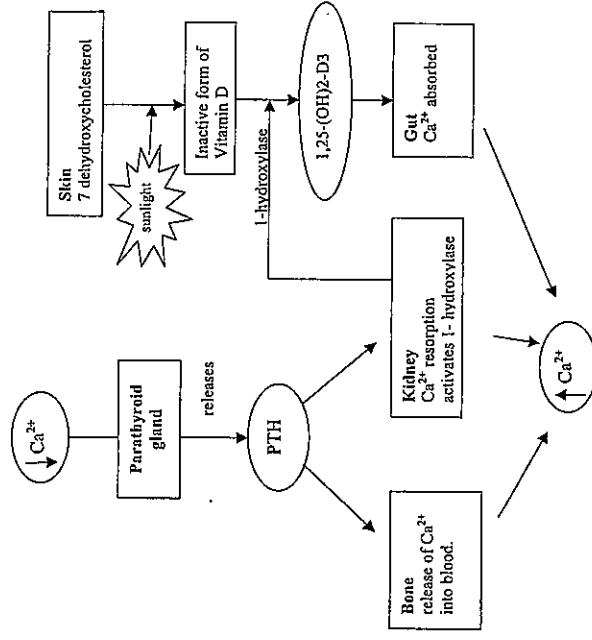 ↓Ca²⁺
Parathyroid
gland
releases
PTH
Bone
release of Ca²⁺
into blood.
Kidney
Ca²⁺ resorption
activates 1- hydroxylase
↑Ca²⁺
Skin
7 dehydroxycholesterol
sunlight
Inactive form of
Vitamin D
1-hydroxylase
1,25-(OH)2-D3
Gut
Ca²⁺ absorbed